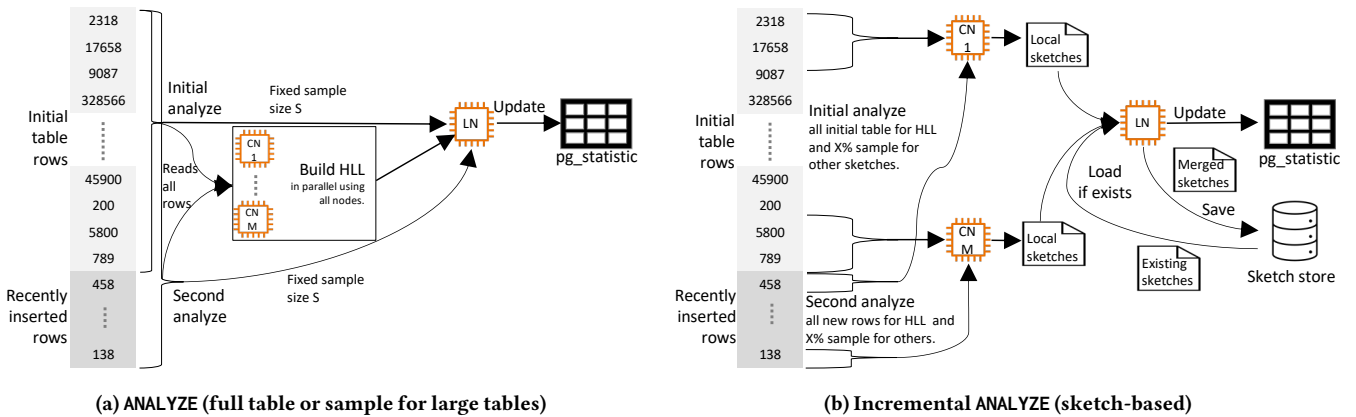 2318
17658
9087
328566
Initial
table
rows
45900
200
5800
789
Recently
inserted
rows
458
138
Initial
analyze
Fixed sample
size S
Reads
all
rows
CN
1
CN
M
Build HLL
in parallel using
all nodes.
LN
Update
pg_statistic
Second
analyze
Fixed sample
size S
(a) ANALYZE (full table or sample for large tables)
2318
17658
9087
328566
Initial
table
rows
45900
200
5800
789
Recently
inserted
rows
458
138
CN
1
Local
sketches
Initial analyze
all initial table for HLL
and X% sample for
other sketches.
CN
M
Local
sketches
Second analyze
all new rows for HLL and
X% sample for others.
LN
Update
pg_statistic
Load
if exists
Merged
sketches
Save
Existing
sketches
Sketch store
(b) Incremental ANALYZE (sketch-based)